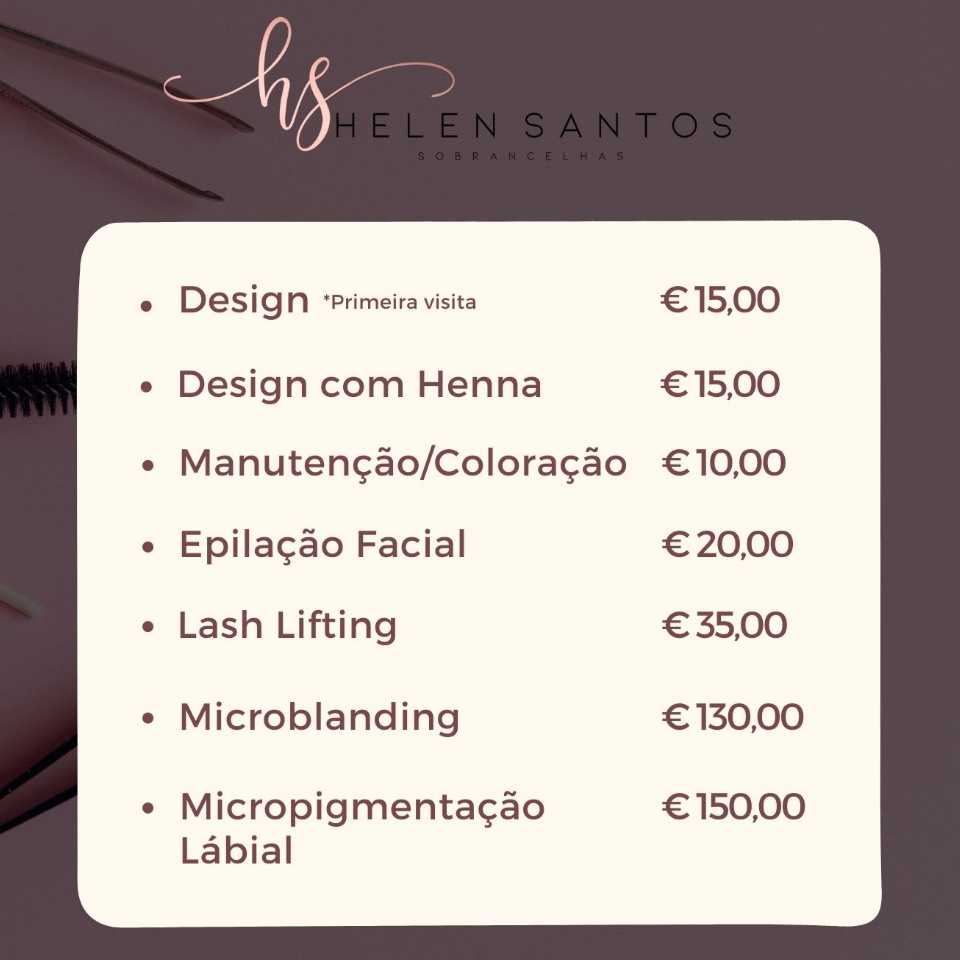 hs HELEN SANTOS
SOBRANCELHAS
• Design *Primeira visita € 15,00
• Design com Henna € 15,00
• Manutenção/Coloração € 10,00
• Epilação Facial € 20,00
• Lash Lifting € 35,00
• Microblanding € 130,00
• Micropigmentação € 150,00
Lábial